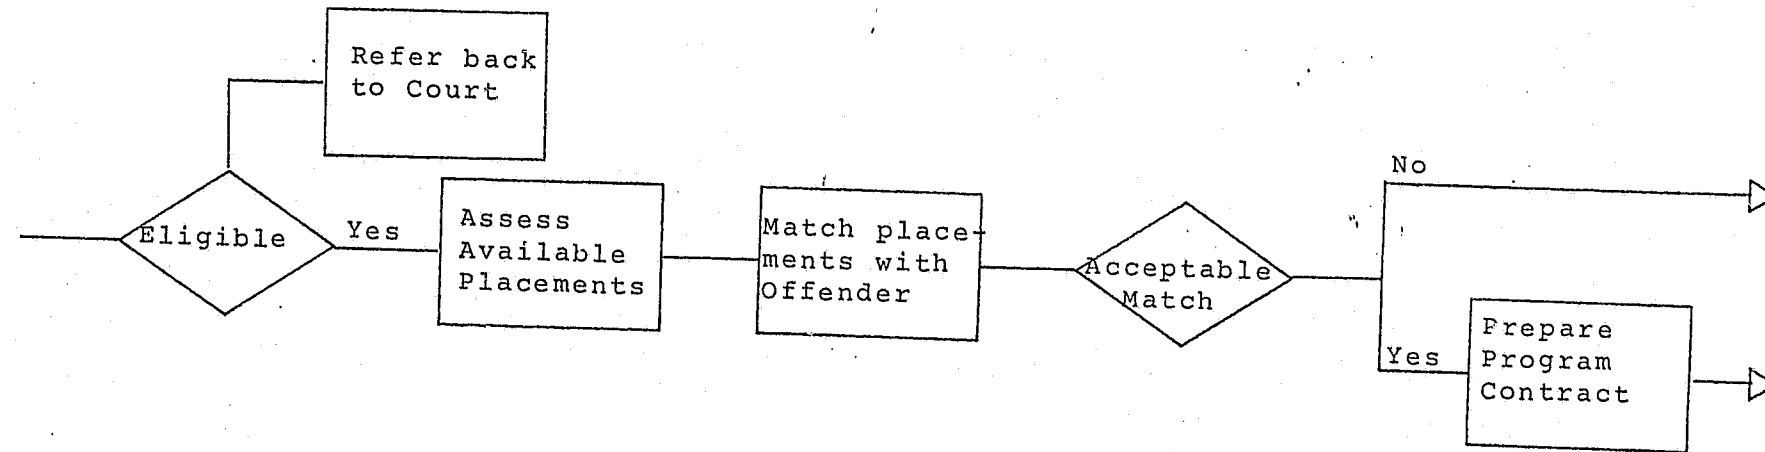 Refer back
to Court
Eligible
Yes
Assess
Available
Placements
Match place-
ments with
Offender
Acceptable
Match
No
Yes
Prepare
Program
Contract